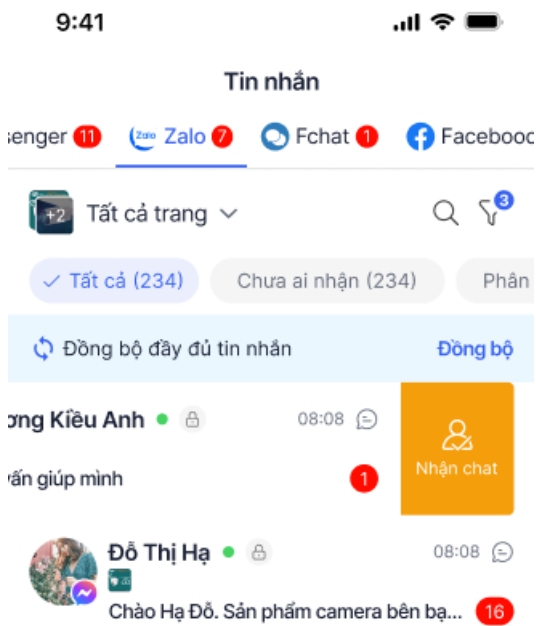 9:41
Tin nhắn
senger 11 Zalo Zalo 7 Fchat 1 Facebooo
+2 Tất cả trang 3
Tất cả (234) Chưa ai nhận (234) Phân
Đồng bộ đầy đủ tin nhắn Đồng bộ
ơng Kiều Anh 08:08
Nhận chat
vấn giúp mình 1
Đỗ Thị Hạ 08:08
Chào Hạ Đỗ. Sản phẩm camera bên bạ... 16